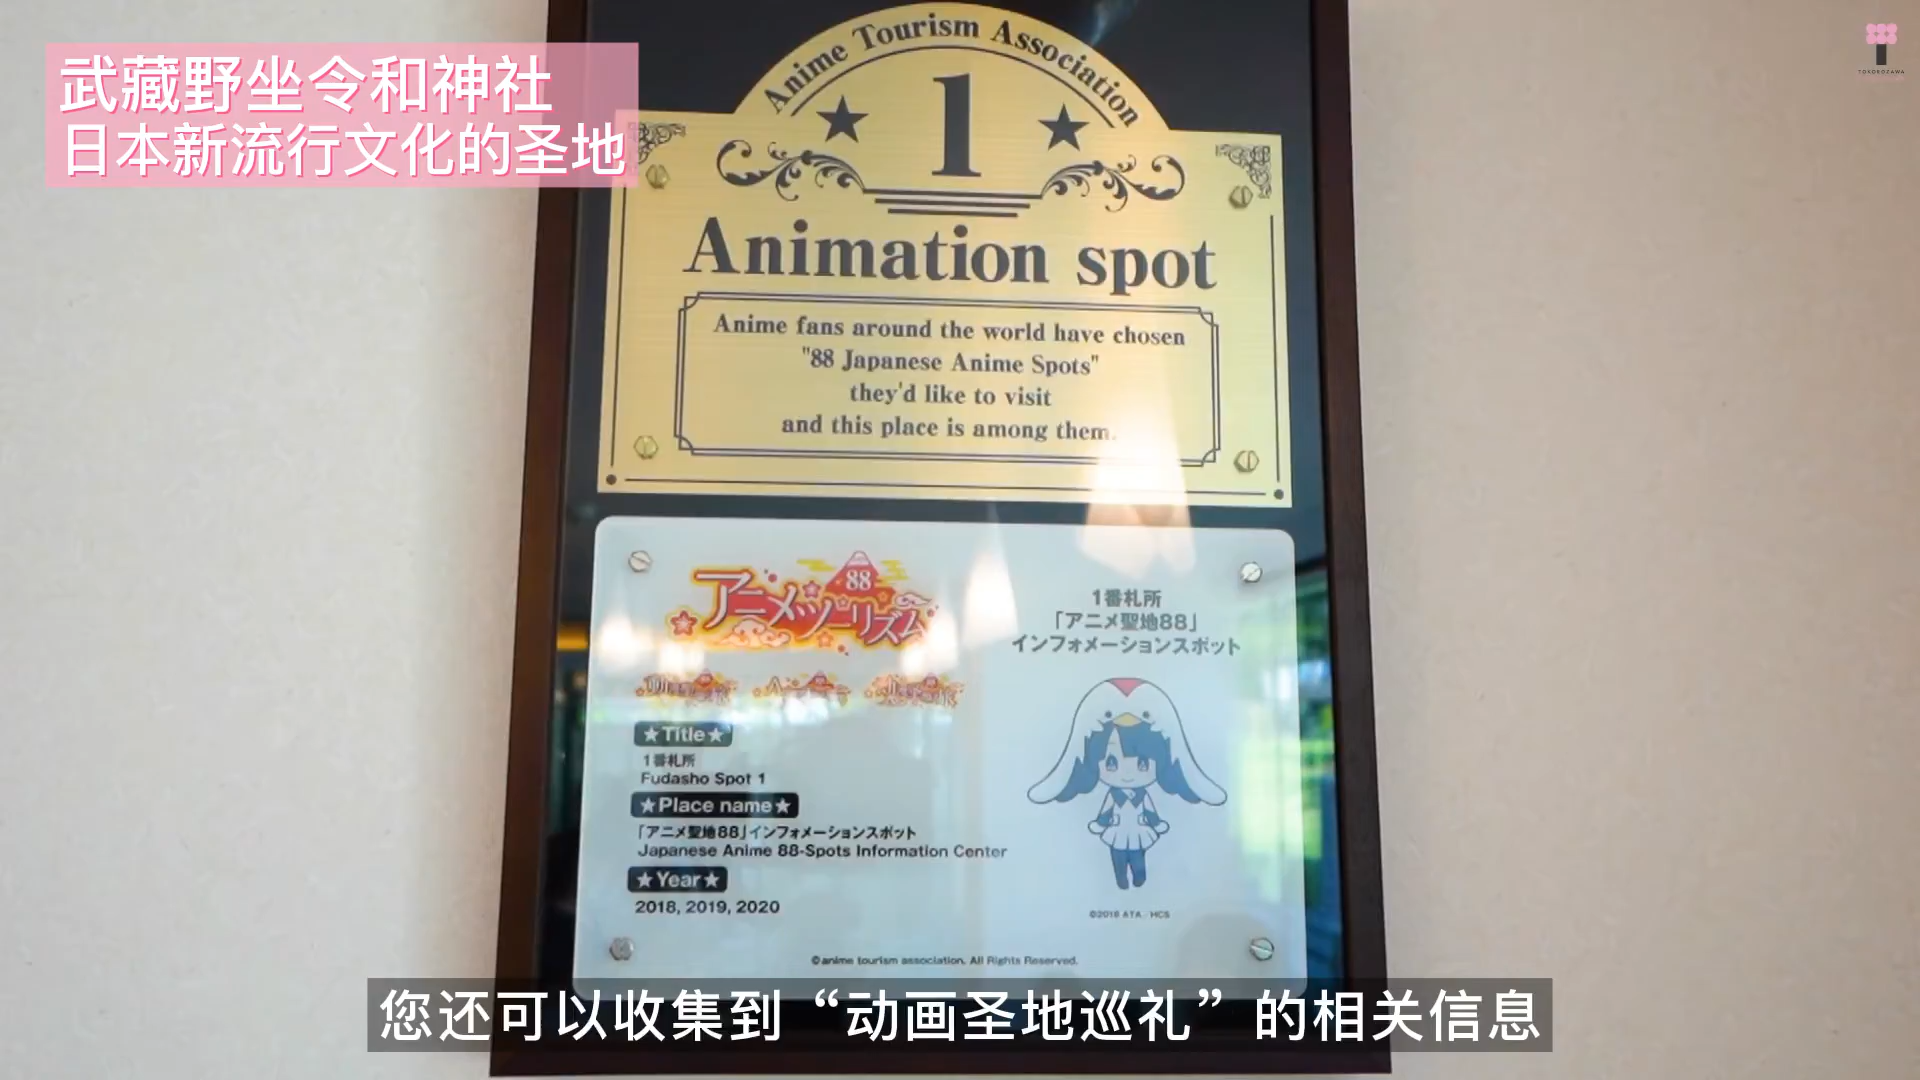 武藏野坐令和神社
日本新流行文化的圣地
TOKOROZAWA
Anime Tourism Association
1
Animation spot
Anime fans around the world have chosen
"88 Japanese Anime Spots"
they'd like to visit
and this place is among them.
88
アニメツーリズム
1番札所
「アニメ聖地88」
インフォメーションスポット
★Title★
1番札所
Fudasho Spot 1
★Place name★
「アニメ聖地88」インフォメーションスポット
Japanese Anime 88-Spots Information Center
★Year★
2018, 2019, 2020
©2018 ATA／HCS
©anime tourism association. All Rights Reserved.
您还可以收集到“动画圣地巡礼”的相关信息